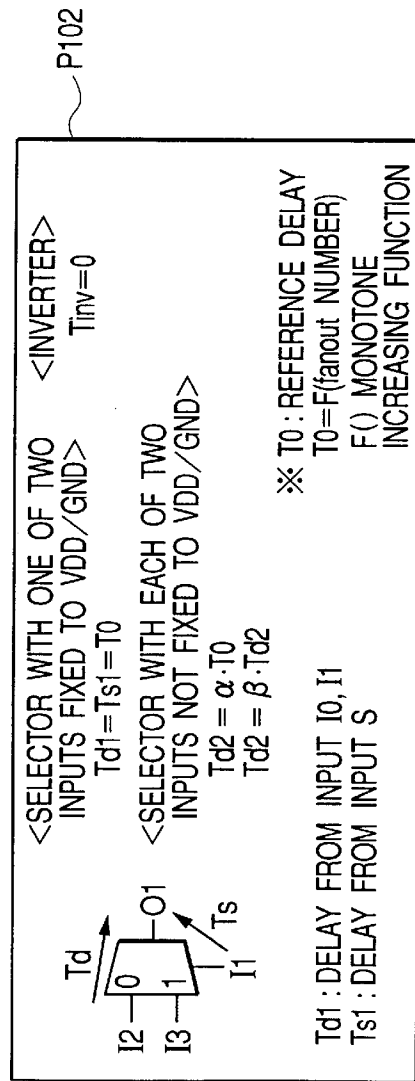 P102
<SELECTOR WITH ONE OF TWO
INPUTS FIXED TO VDD/GND>
Td1=Ts1=T0
<INVERTER>
Tinv=0
<SELECTOR WITH EACH OF TWO
INPUTS NOT FIXED TO VDD/GND>
Td2 = α·T0
Td2 = β·Td2
Td
I2
0
I3
1
O1
Ts
I1
Td1 : DELAY FROM INPUT I0, I1
Ts1 : DELAY FROM INPUT S
※ T0 : REFERENCE DELAY
T0=F(fanout NUMBER)
F() MONOTONE
INCREASING FUNCTION